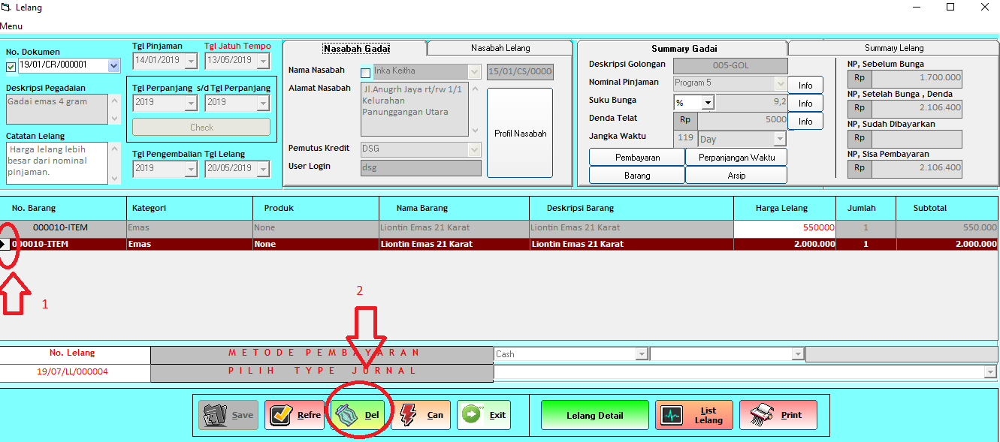 Lelang
Menu
No. Dokumen
19/01/CR/000001
Deskripsi Pegadaian
Gadai emas 4 gram
Catatan Lelang
Harga lelang lebih
besar dari nominal
pinjaman.
Tgl Pinjaman
Tgl Jatuh Tempo
14/01/2019
13/05/2019
Tgl Perpanjang s/d Tgl Perpanjang
2019
2019
Check
Tgl Pengembalian Tgl Lelang
2019
20/05/2019
Nasabah Gadai
Nasabah Lelang
Nama Nasabah
Inka Keitha
15/01/CS/0000
Alamat Nasabah
Jl.Anugrh Jaya rt/rw 1/1
Kelurahan
Panunggangan Utara
Profil Nasabah
Pemutus Kredit
DSG
User Login
dsg
Summary Gadai
Summary Lelang
Deskripsi Golongan
005-GOL
Nominal Pinjaman
Program 5
Info
Suku Bunga
%
9,2
Info
Denda Telat
Rp
5000
Info
Jangka Waktu
119
Day
Pembayaran
Perpanjangan Waktu
Barang
Arsip
NP, Sebelum Bunga
Rp
1.700.000
NP, Setelah Bunga , Denda
Rp
2.106.400
NP, Sudah Dibayarkan
Rp
NP, Sisa Pembayaran
Rp
2.106.400
No. Barang Kategori Produk Nama Barang Deskripsi Barang Harga Lelang Jumlah Subtotal
000010-ITEM Emas None Liontin Emas 21 Karat Liontin Emas 21 Karat 550000 1 550.000
000010-ITEM Emas None Liontin Emas 21 Karat Liontin Emas 21 Karat 2.000.000 1 2.000.000
1
2
No. Lelang
METODE PEMBAYARAN
Cash
19/07/LL/000004
PILIH TYPE JURNAL
Save
Refre
Del
Can
Exit
Lelang Detail
List
Lelang
Print